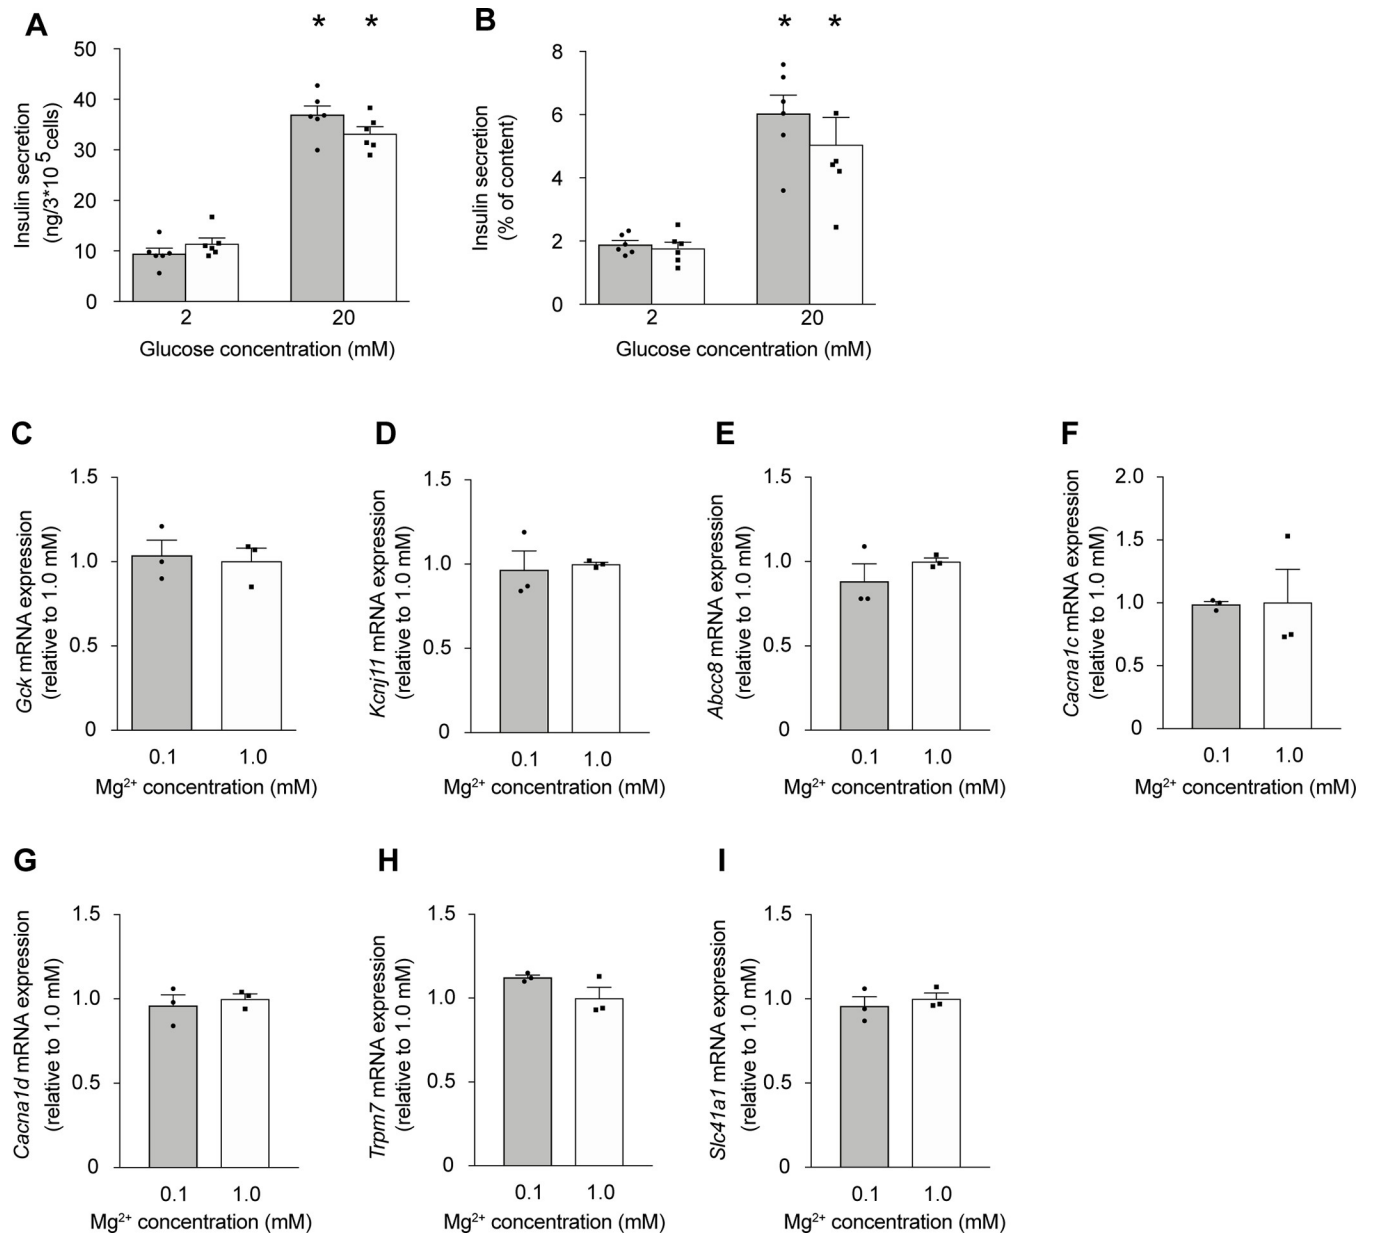 A
Insulin secretion
(ng/3*10 5 cells)
50
40
30
20
10
0
* *
2 20
Glucose concentration (mM)
B
Insulin secretion
(% of content)
8
6
4
2
0
* *
2 20
Glucose concentration (mM)
C
Gck mRNA expression
(relative to 1.0 mM)
1.5
1.0
0.5
0
0.1 1.0
Mg²⁺ concentration (mM)
D
Kcnj11 mRNA expression
(relative to 1.0 mM)
1.5
1.0
0.5
0
0.1 1.0
Mg²⁺ concentration (mM)
E
Abcc8 mRNA expression
(relative to 1.0 mM)
1.5
1.0
0.5
0
0.1 1.0
Mg²⁺ concentration (mM)
F
Cacna1c mRNA expression
(relative to 1.0 mM)
2.0
1.5
1.0
0.5
0
0.1 1.0
Mg²⁺ concentration (mM)
G
Cacna1d mRNA expression
(relative to 1.0 mM)
1.5
1.0
0.5
0
0.1 1.0
Mg²⁺ concentration (mM)
H
Trpm7 mRNA expression
(relative to 1.0 mM)
1.5
1.0
0.5
0
0.1 1.0
Mg²⁺ concentration (mM)
I
Slc41a1 mRNA expression
(relative to 1.0 mM)
1.5
1.0
0.5
0
0.1 1.0
Mg²⁺ concentration (mM)